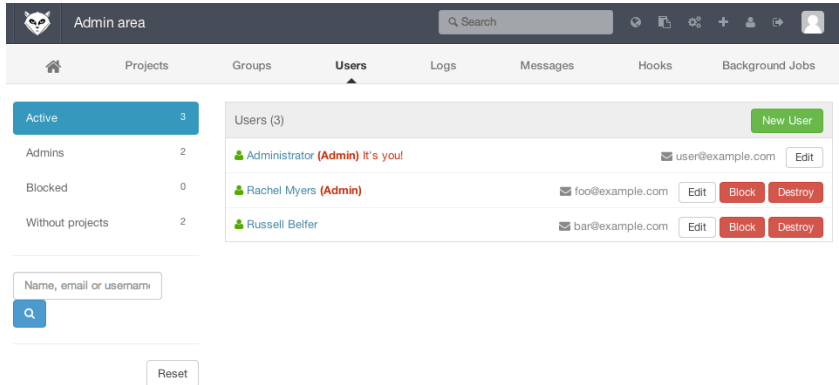 Admin area Search
Projects Groups Users Logs Messages Hooks Background Jobs
Active 3
Admins 2
Blocked 0
Without projects 2
Name, email or usernam
Reset
Users (3) New User
Administrator (Admin) It's you! user@example.com Edit
Rachel Myers (Admin) foo@example.com Edit Block Destroy
Russell Belfer bar@example.com Edit Block Destroy